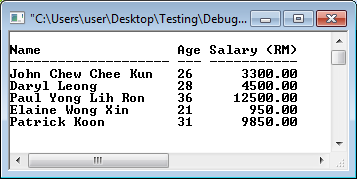 "C:\Users\user\Desktop\Testing\Debug...
Name Age Salary (RM)
-------------------- --- -----------
John Chew Chee Kun 26 3300.00
Daryl Leong 28 4500.00
Paul Yong Lih Ron 36 12500.00
Elaine Wong Xin 21 950.00
Patrick Koon 31 9850.00